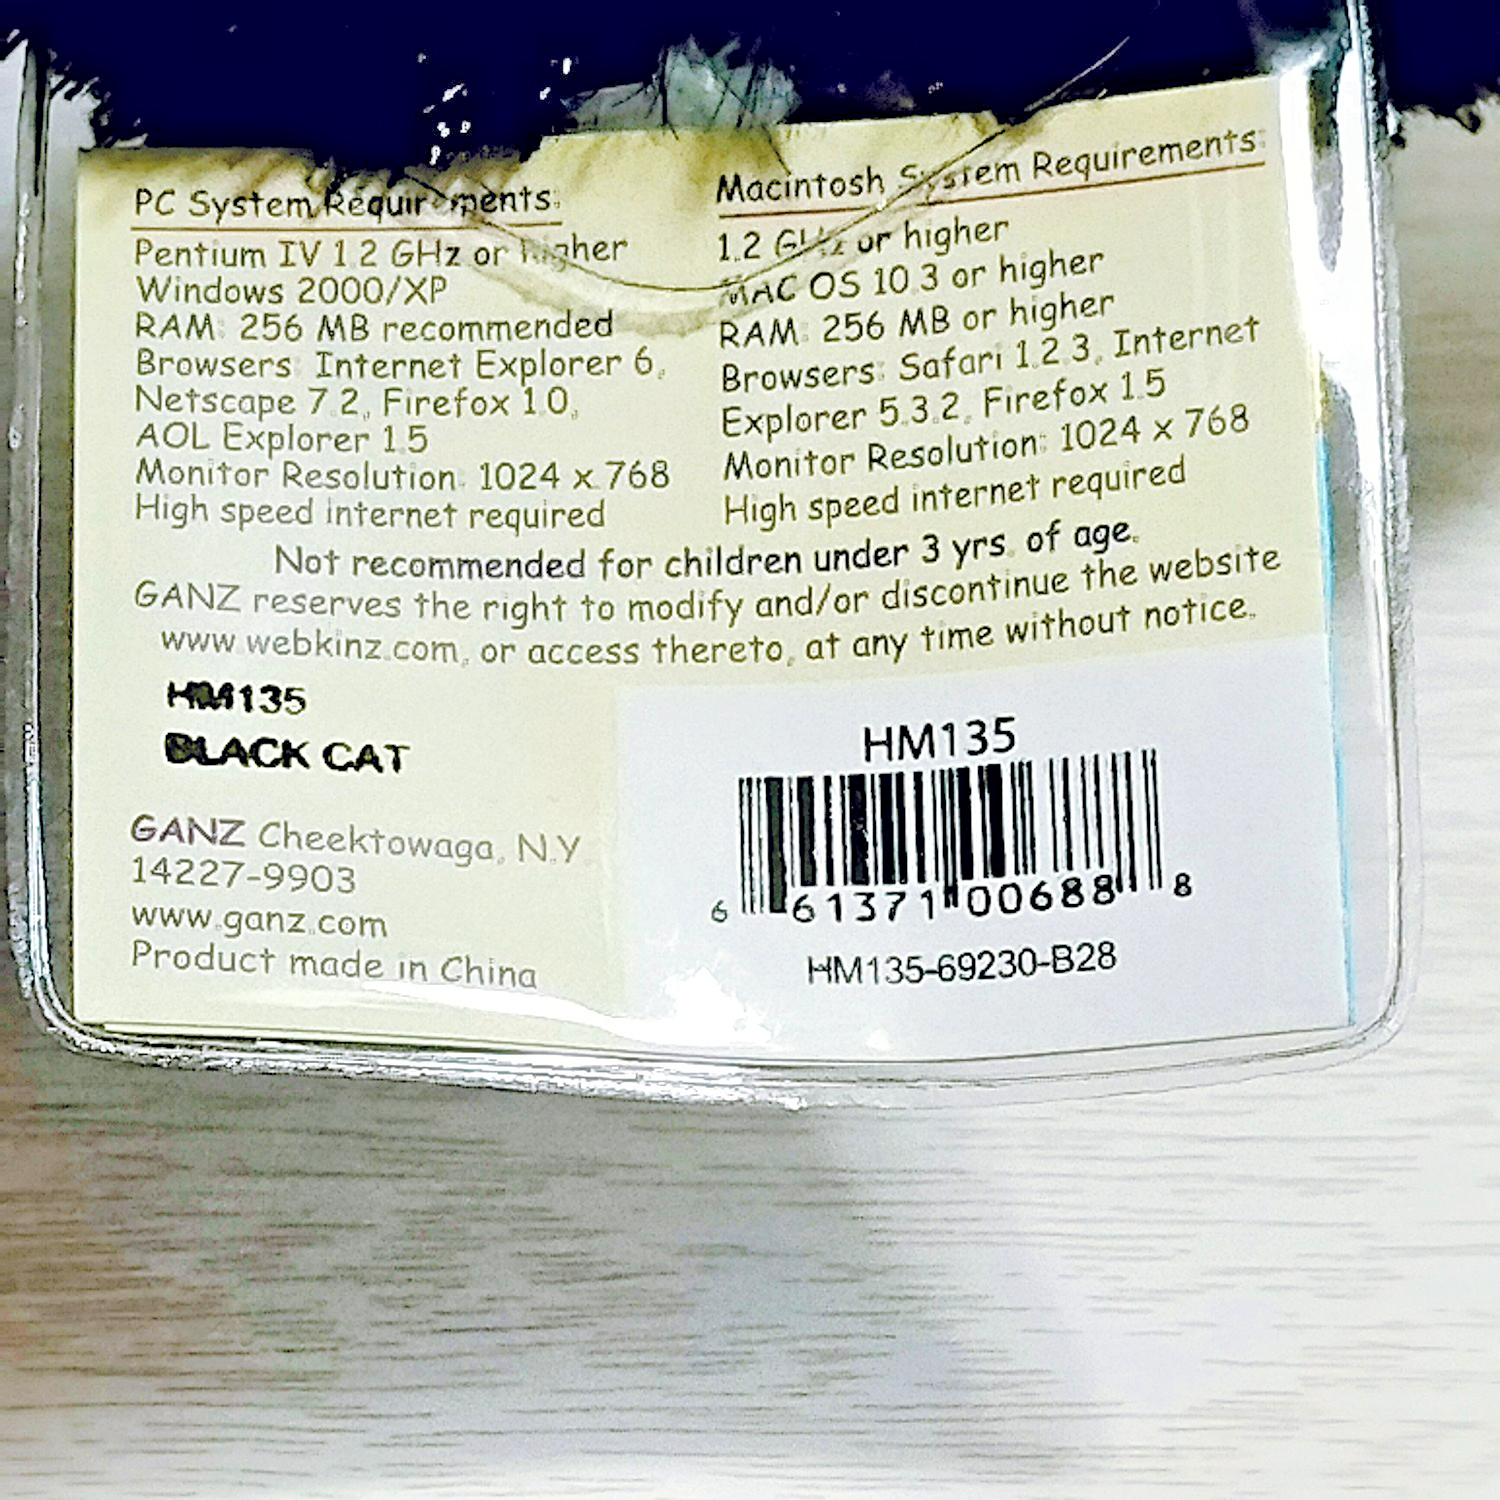 PC System Requirements:
Pentium IV 1.2 GHz or higher
Windows 2000/XP
RAM: 256 MB recommended
Browsers: Internet Explorer 6,
Netscape 7.2, Firefox 1.0,
AOL Explorer 1.5
Monitor Resolution: 1024 x 768
High speed internet required
Macintosh System Requirements:
1.2 GHz or higher
MAC OS 10.3 or higher
RAM: 256 MB or higher
Browsers: Safari 1.2.3, Internet
Explorer 5.3.2, Firefox 1.5
Monitor Resolution: 1024 x 768
High speed internet required
Not recommended for children under 3 yrs. of age.
GANZ reserves the right to modify and/or discontinue the website
www.webkinz.com, or access thereto, at any time without notice.
HM135
BLACK CAT
GANZ Cheektowaga, N.Y.
14227-9903
www.ganz.com
Product made in China
HM135
6 61371 00688 8
HM135-69230-B28